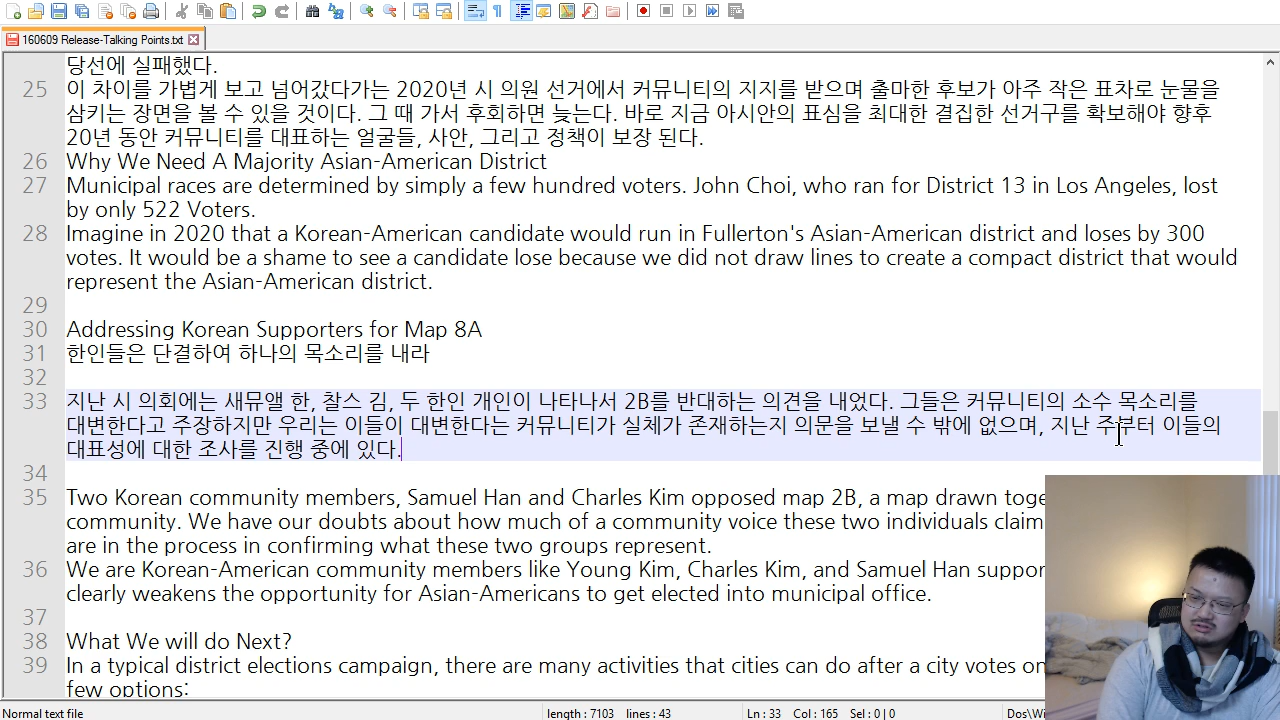 160609 Release-Talking Points.txt
당선에 실패했다.
25 이 차이를 가볍게 보고 넘어갔다가는 2020년 시 의원 선거에서 커뮤니티의 지지를 받으며 출마한 후보가 아주 작은 표차로 눈물을
삼키는 장면을 볼 수 있을 것이다. 그 때 가서 후회하면 늦는다. 바로 지금 아시안의 표심을 최대한 결집한 선거구를 확보해야 향후
20년 동안 커뮤니티를 대표하는 얼굴들, 사안, 그리고 정책이 보장 된다.
26 Why We Need A Majority Asian-American District
27 Municipal races are determined by simply a few hundred voters. John Choi, who ran for District 13 in Los Angeles, lost
by only 522 Voters.
28 Imagine in 2020 that a Korean-American candidate would run in Fullerton's Asian-American district and loses by 300
votes. It would be a shame to see a candidate lose because we did not draw lines to create a compact district that would
represent the Asian-American district.
29
30 Addressing Korean Supporters for Map 8A
31 한인들은 단결하여 하나의 목소리를 내라
32
33 지난 시 의회에는 새뮤앨 한, 찰스 김, 두 한인 개인이 나타나서 2B를 반대하는 의견을 내었다. 그들은 커뮤니티의 소수 목소리를
대변한다고 주장하지만 우리는 이들이 대변한다는 커뮤니티가 실체가 존재하는지 의문을 보낼 수 밖에 없으며, 지난 주부터 이들의
대표성에 대한 조사를 진행 중에 있다.
34
35 Two Korean community members, Samuel Han and Charles Kim opposed map 2B, a map drawn toge
community. We have our doubts about how much of a community voice these two individuals claim
are in the process in confirming what these two groups represent.
36 We are Korean-American community members like Young Kim, Charles Kim, and Samuel Han suppor
clearly weakens the opportunity for Asian-Americans to get elected into municipal office.
37
38 What We will do Next?
39 In a typical district elections campaign, there are many activities that cities can do after a city votes on
few options:
Normal text file length : 7103 lines : 43 Ln : 33 Col : 165 Sel : 0 | 0 Dos\Wi